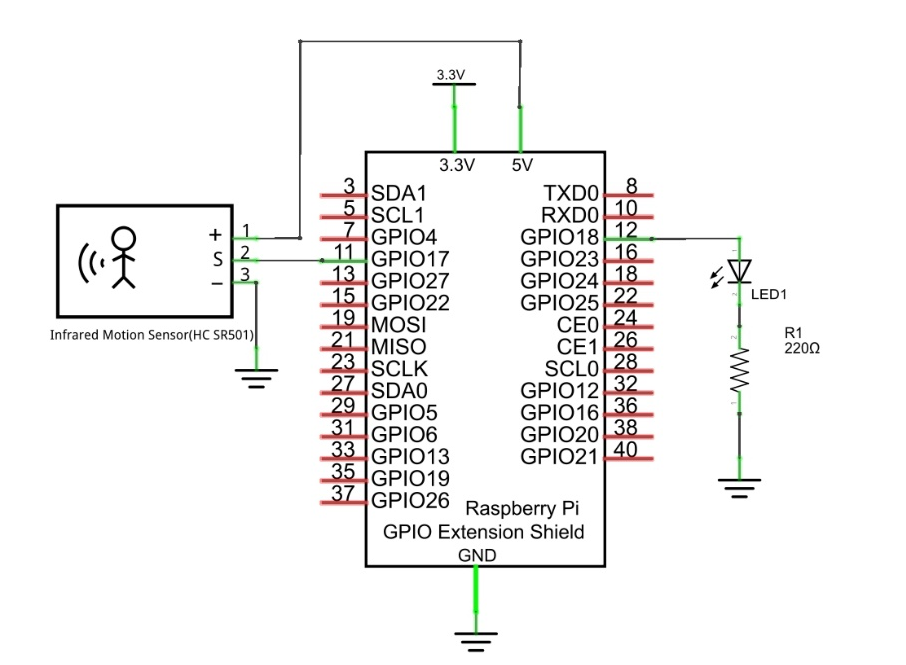 3.3V
3.3V 5V
3 SDA1 TXD0 8
5 SCL1 RXD0 10
7 GPIO4 GPIO18 12
11 GPIO17 GPIO23 16
13 GPIO27 GPIO24 18
15 GPIO22 GPIO25 22
19 MOSI CE0 24
21 MISO CE1 26
23 SCLK SCL0 28
27 SDA0 GPIO12 32
29 GPIO5 GPIO16 36
31 GPIO6 GPIO20 38
33 GPIO13 GPIO21 40
35 GPIO19
37 GPIO26
Raspberry Pi
GPIO Extension Shield
GND
+ 1
S 2
− 3
Infrared Motion Sensor(HC SR501)
1
LED1
2
2
R1
220Ω
1